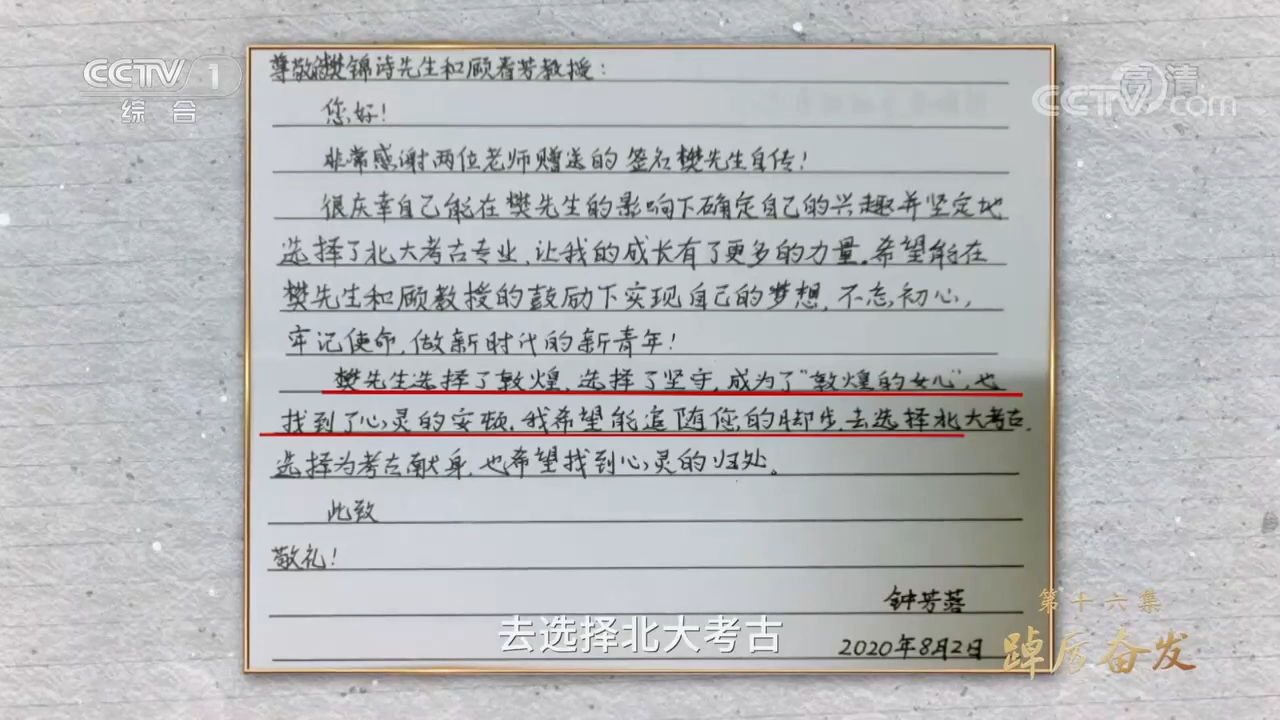 CCTV 1
综合
高清
CCTV.com
尊敬的樊锦诗先生和顾春芳教授：
您好！
非常感谢两位老师赠送的签名樊先生自传！
很庆幸自己能在樊先生的影响下确定自己的兴趣并坚定地
选择了北大考古专业，让我的成长有了更多的力量。希望能在
樊先生和顾教授的鼓励下实现自己的梦想，不忘初心，
牢记使命，做新时代的新青年！
樊先生选择了敦煌，选择了坚守，成为了“敦煌的女儿”，也
找到了心灵的安顿，我希望能追随您的脚步，去选择北大考古，
选择为考古献身，也希望找到心灵的归处。
此致
敬礼！
钟芳蓉
2020年8月2日
第十六集
踔厉奋发
去选择北大考古